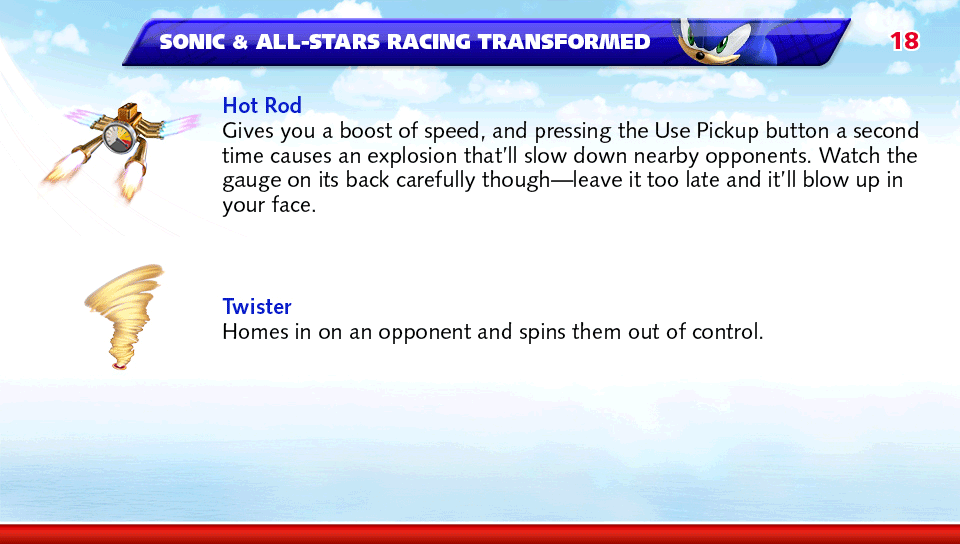 SONIC & ALL-STARS RACING TRANSFORMED
18
Hot Rod
Gives you a boost of speed, and pressing the Use Pickup button a second
time causes an explosion that'll slow down nearby opponents. Watch the
gauge on its back carefully though—leave it too late and it'll blow up in
your face.
Twister
Homes in on an opponent and spins them out of control.